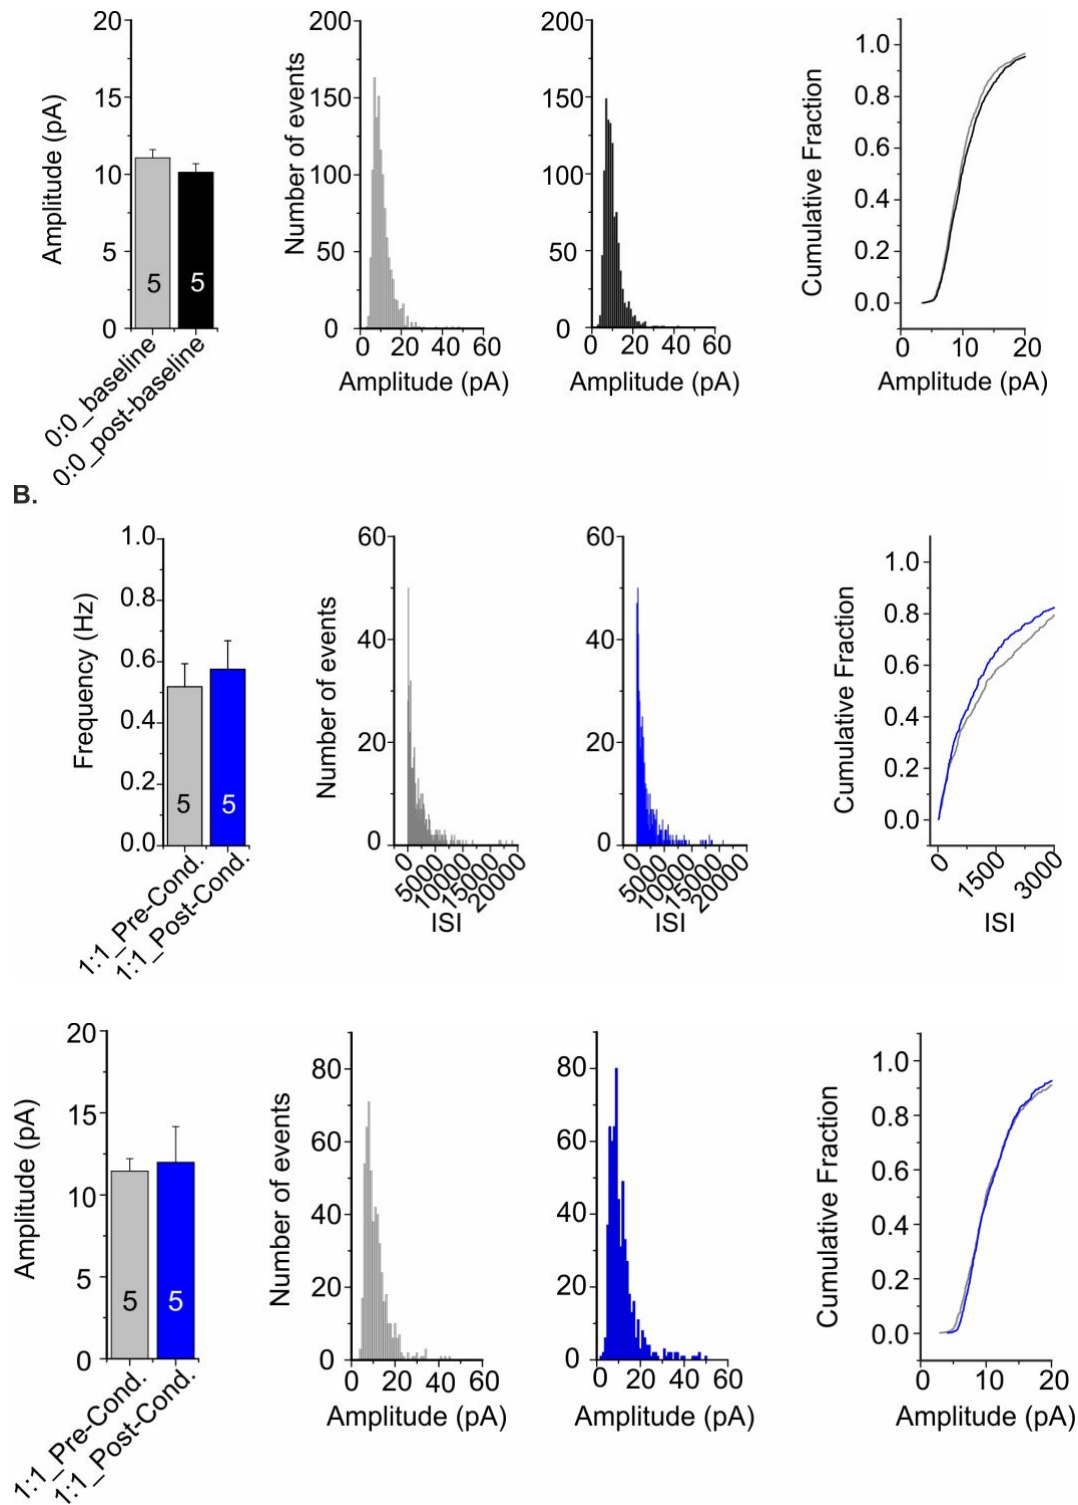 20
15
10
5
0
Amplitude (pA)
5
5
0:0_baseline
0:0_post-baseline
200
150
100
50
0
Number of events
0 20 40 60
Amplitude (pA)
200
150
100
50
0
0 20 40 60
Amplitude (pA)
1.0
0.8
0.6
0.4
0.2
0.0
Cumulative Fraction
0 10 20
Amplitude (pA)
B.
1.0
0.8
0.6
0.4
0.2
0.0
Frequency (Hz)
5
5
1:1_Pre-Cond.
1:1_Post-Cond.
60
40
20
0
Number of events
0 5000 10000 15000 20000
ISI
60
40
20
0
0 5000 10000 15000 20000
ISI
1.0
0.8
0.6
0.4
0.2
0.0
Cumulative Fraction
0 1500 3000
ISI
20
15
10
5
0
Amplitude (pA)
5
5
1:1_Pre-Cond.
1:1_Post-Cond.
80
60
40
20
0
Number of events
0 20 40 60
Amplitude (pA)
80
60
40
20
0
0 20 40 60
Amplitude (pA)
1.0
0.8
0.6
0.4
0.2
0.0
Cumulative Fraction
0 10 20
Amplitude (pA)